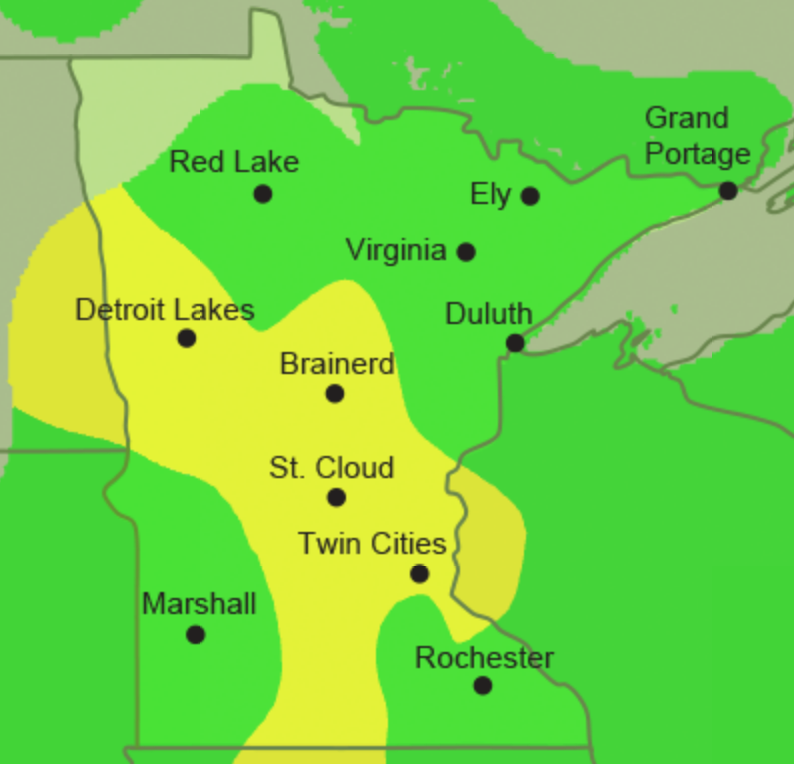 Grand
Portage
Red Lake
Ely
Virginia
Detroit Lakes
Duluth
Brainerd
St. Cloud
Twin Cities
Marshall
Rochester